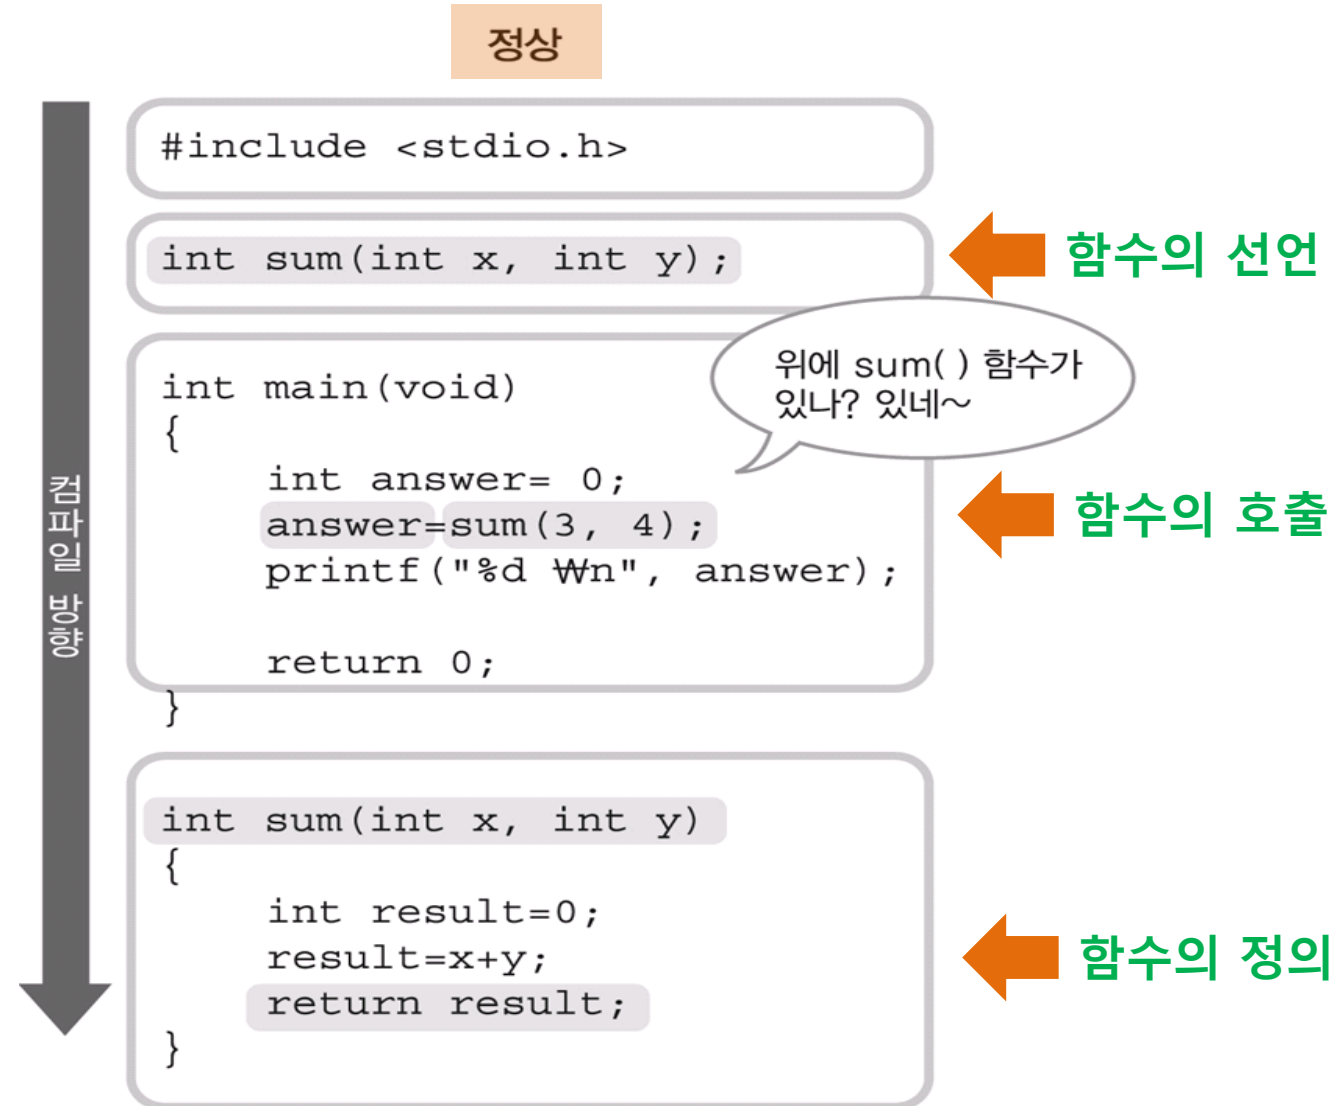 정상
#include <stdio.h>
int sum(int x, int y);
함수의 선언
위에 sum( ) 함수가
있나? 있네~
int main(void)
{
int answer= 0;
answer=sum(3, 4);
printf("%d ₩n", answer);
return 0;
}
함수의 호출
컴파일 방향
int sum(int x, int y)
{
int result=0;
result=x+y;
return result;
}
함수의 정의